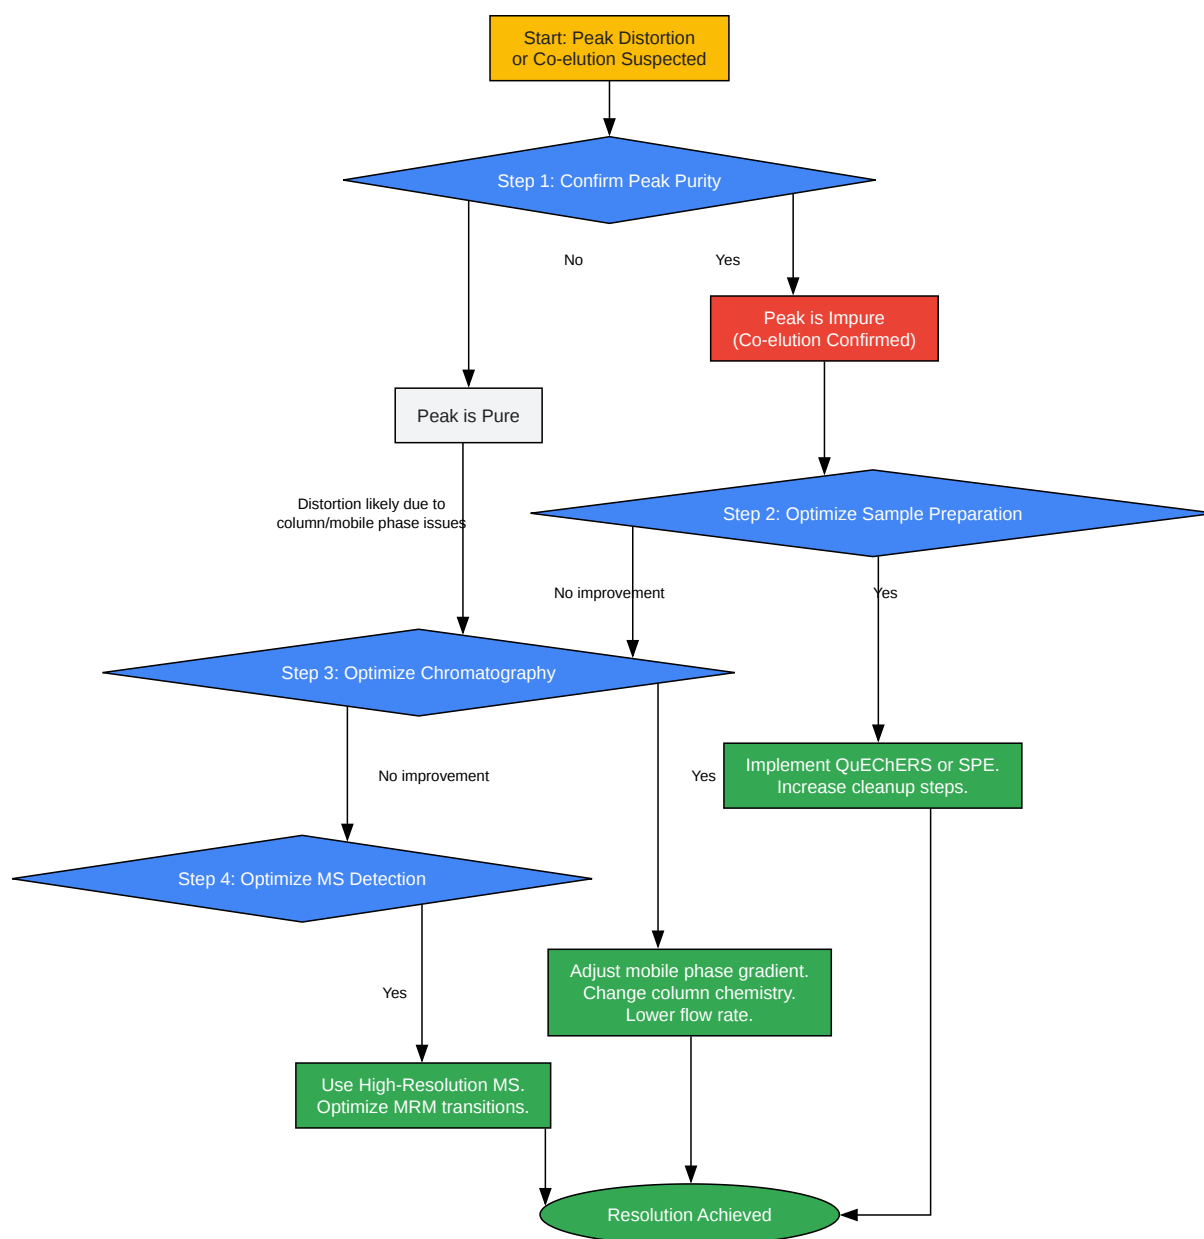 Start: Peak Distortion
or Co-elution Suspected
Step 1: Confirm Peak Purity
No
Yes
Peak is Impure
(Co-elution Confirmed)
Peak is Pure
Distortion likely due to
column/mobile phase issues
Step 2: Optimize Sample Preparation
No improvement
Yes
Step 3: Optimize Chromatography
No improvement
Yes
Implement QuEChERS or SPE.
Increase cleanup steps.
Step 4: Optimize MS Detection
Yes
Adjust mobile phase gradient.
Change column chemistry.
Lower flow rate.
Use High-Resolution MS.
Optimize MRM transitions.
Resolution Achieved